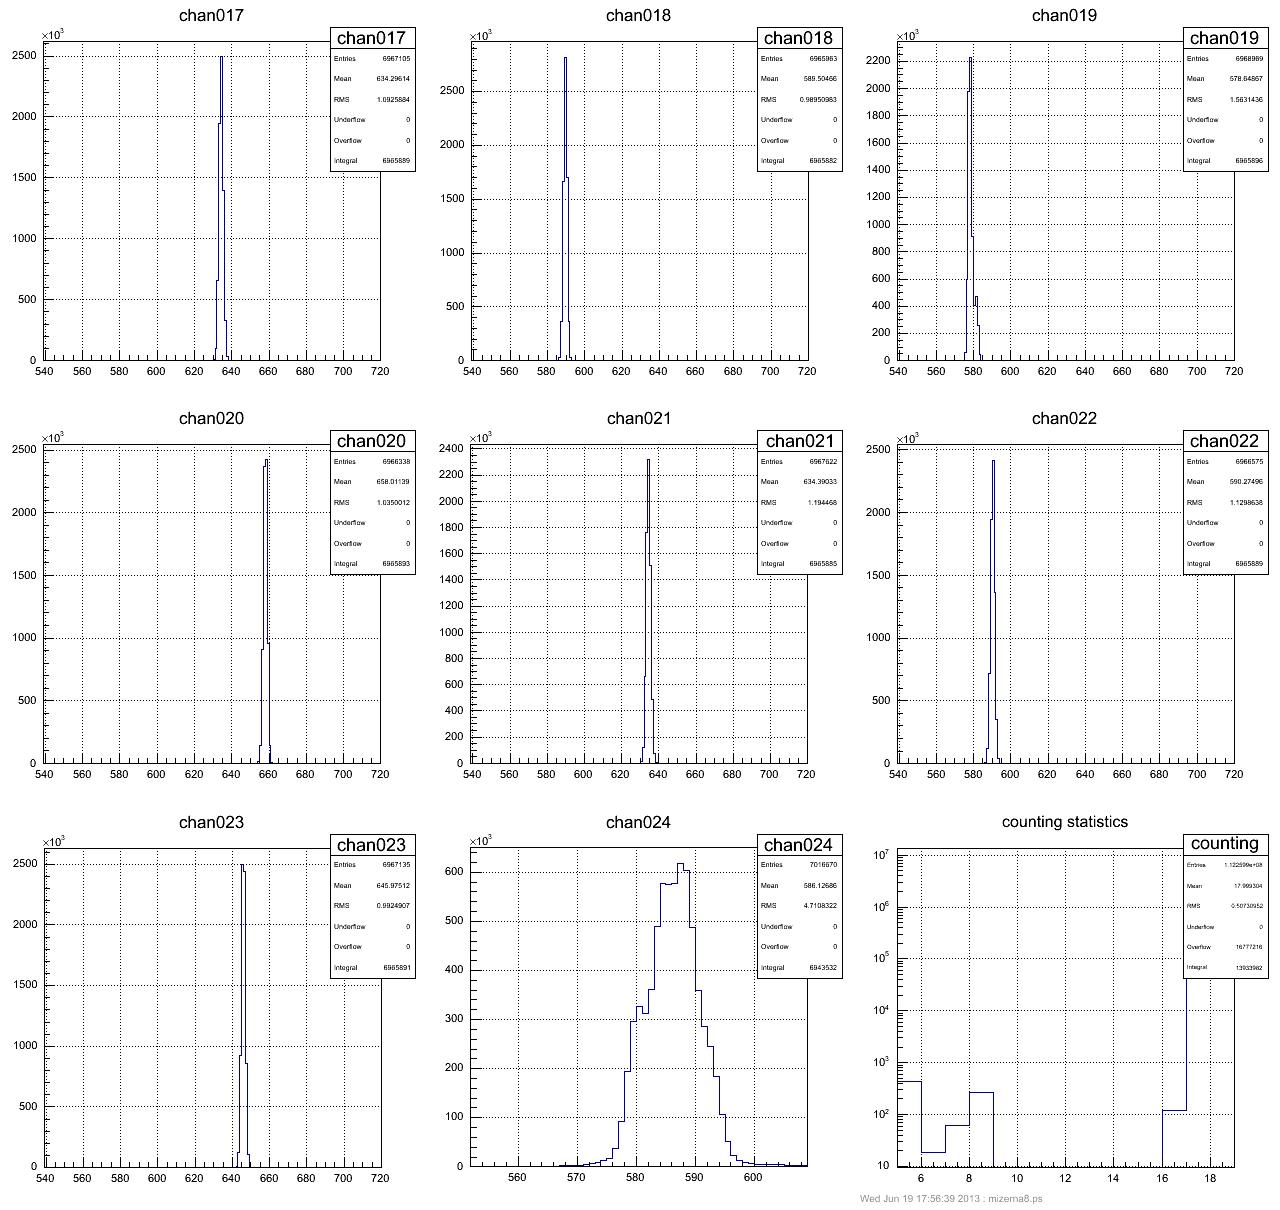 chan017
×10³
2500
2000
1500
1000
500
0
540 560 580 600 620 640 660 680 700 720
chan017
Entries 6967105
Mean 634.29614
RMS 1.0925884
Underflow 0
Overflow 0
Integral 6965889
chan018
×10³
2500
2000
1500
1000
500
0
540 560 580 600 620 640 660 680 700 720
chan018
Entries 6965963
Mean 589.50466
RMS 0.98950983
Underflow 0
Overflow 0
Integral 6965882
chan019
×10³
2200
2000
1800
1600
1400
1200
1000
800
600
400
200
0
540 560 580 600 620 640 660 680 700 720
chan019
Entries 6968969
Mean 578.64867
RMS 1.5631436
Underflow 0
Overflow 0
Integral 6965896
chan020
×10³
2500
2000
1500
1000
500
0
540 560 580 600 620 640 660 680 700 720
chan020
Entries 6966338
Mean 658.01139
RMS 1.0350012
Underflow 0
Overflow 0
Integral 6965893
chan021
×10³
2400
2200
2000
1800
1600
1400
1200
1000
800
600
400
200
0
540 560 580 600 620 640 660 680 700 720
chan021
Entries 6967622
Mean 634.39033
RMS 1.194468
Underflow 0
Overflow 0
Integral 6965885
chan022
×10³
2500
2000
1500
1000
500
0
540 560 580 600 620 640 660 680 700 720
chan022
Entries 6966575
Mean 590.27496
RMS 1.1298638
Underflow 0
Overflow 0
Integral 6965889
chan023
×10³
2500
2000
1500
1000
500
0
540 560 580 600 620 640 660 680 700 720
chan023
Entries 6967135
Mean 645.97512
RMS 0.9924907
Underflow 0
Overflow 0
Integral 6965891
chan024
×10³
600
500
400
300
200
100
0
560 570 580 590 600
chan024
Entries 7016670
Mean 586.12686
RMS 4.7108322
Underflow 0
Overflow 0
Integral 6943532
counting statistics
10⁷
10⁶
10⁵
10⁴
10³
10²
10
6 8 10 12 14 16 18
counting
Entries 1.122599e+08
Mean 17.999304
RMS 0.50730952
Underflow 0
Overflow 16777216
Integral 13933982
Wed Jun 19 17:56:39 2013 : mizerna8.ps